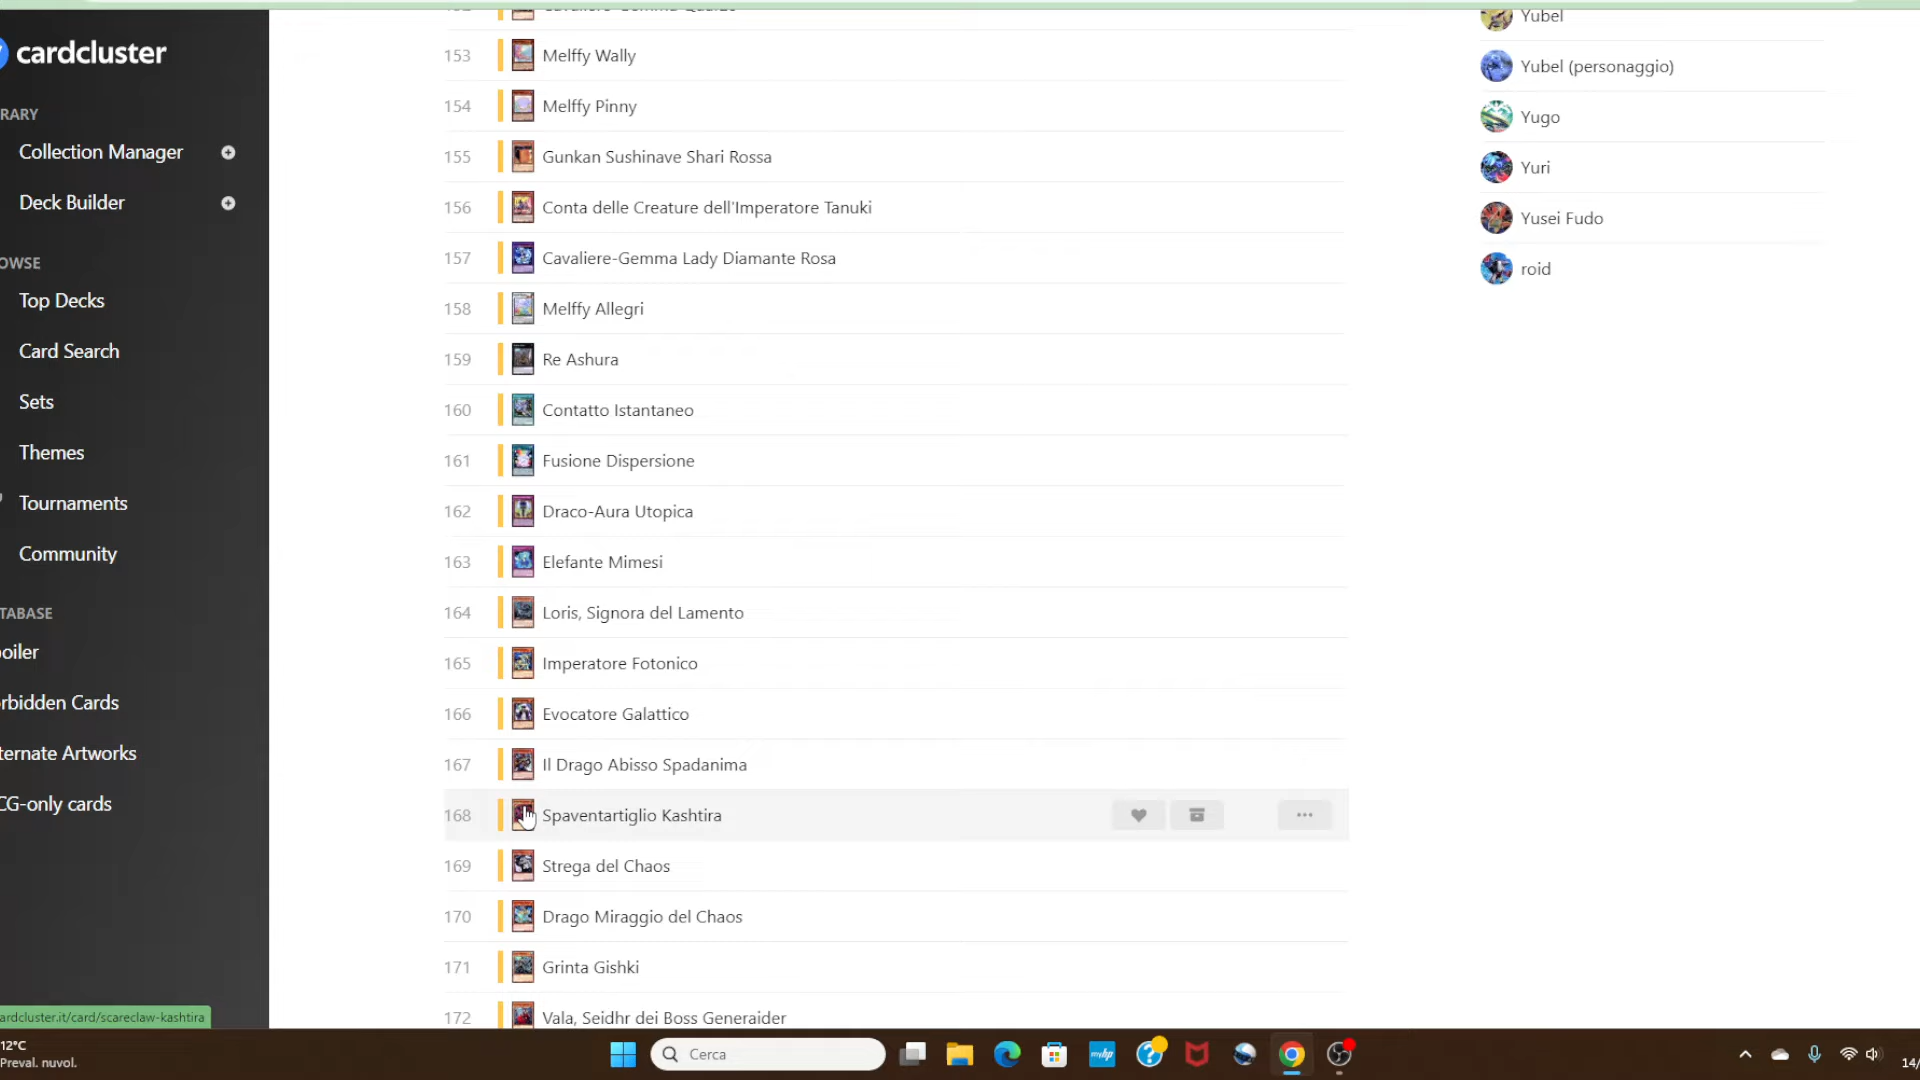 cardcluster
RARY
Collection Manager
Deck Builder
OWSE
Top Decks
Card Search
Sets
Themes
Tournaments
Community
TABASE
oiler
rbidden Cards
ternate Artworks
CG-only cards
ardcluster.it/card/scareclaw-kashtira
153 Melffy Wally
154 Melffy Pinny
155 Gunkan Sushinave Shari Rossa
156 Conta delle Creature dell'Imperatore Tanuki
157 Cavaliere-Gemma Lady Diamante Rosa
158 Melffy Allegri
159 Re Ashura
160 Contatto Istantaneo
161 Fusione Dispersione
162 Draco-Aura Utopica
163 Elefante Mimesi
164 Loris, Signora del Lamento
165 Imperatore Fotonico
166 Evocatore Galattico
167 Il Drago Abisso Spadanima
168 Spaventartiglio Kashtira
169 Strega del Chaos
170 Drago Miraggio del Chaos
171 Grinta Gishki
172 Vala, Seidhr dei Boss Generaider
Yubel
Yubel (personaggio)
Yugo
Yuri
Yusei Fudo
roid
12°C
Preval. nuvol.
Cerca
myhp
14/